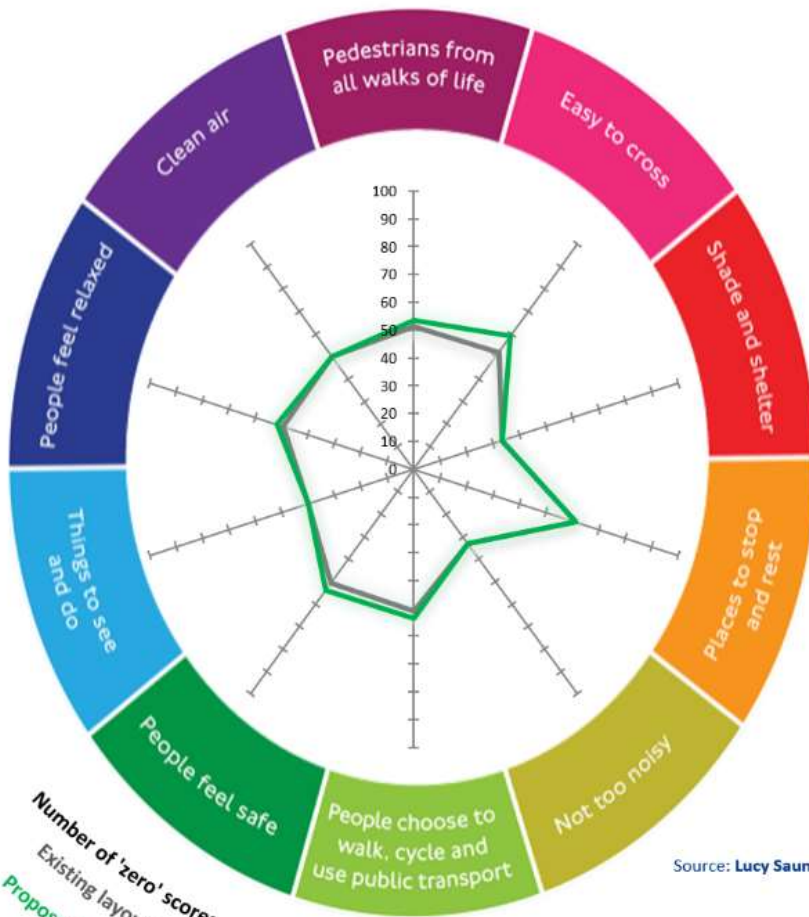 Pedestrians from
all walks of life
Easy to cross
Shade and shelter
Places to stop
and rest
Not too noisy
People choose to
walk, cycle and
use public transport
People feel safe
Things to see
and do
People feel relaxed
Clean air
100
90
80
70
60
50
40
30
20
10
0
Number of 'zero'
Existing
Source: Lucy